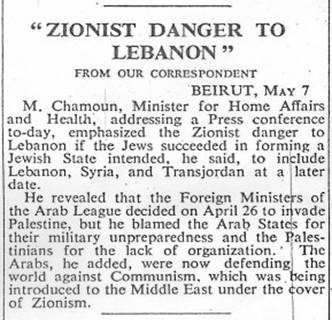 "ZIONIST DANGER TO
LEBANON"
FROM OUR CORRESPONDENT
BEIRUT, MAY 7
M. Chamoun, Minister for Home Affairs
and Health, addressing a Press conference
to-day, emphasized the Zionist danger to
Lebanon if the Jews succeeded in forming a
Jewish State intended, he said, to include
Lebanon, Syria, and Transjordan at a later
date.
He revealed that the Foreign Ministers of
the Arab League decided on April 26 to invade
Palestine, but he blamed the Arab States for
their military unpreparedness and the Pales-
tinians for the lack of organization. The
Arabs, he added, were now defending the
world against Communism, which was being
introduced to the Middle East under the cover
of Zionism.